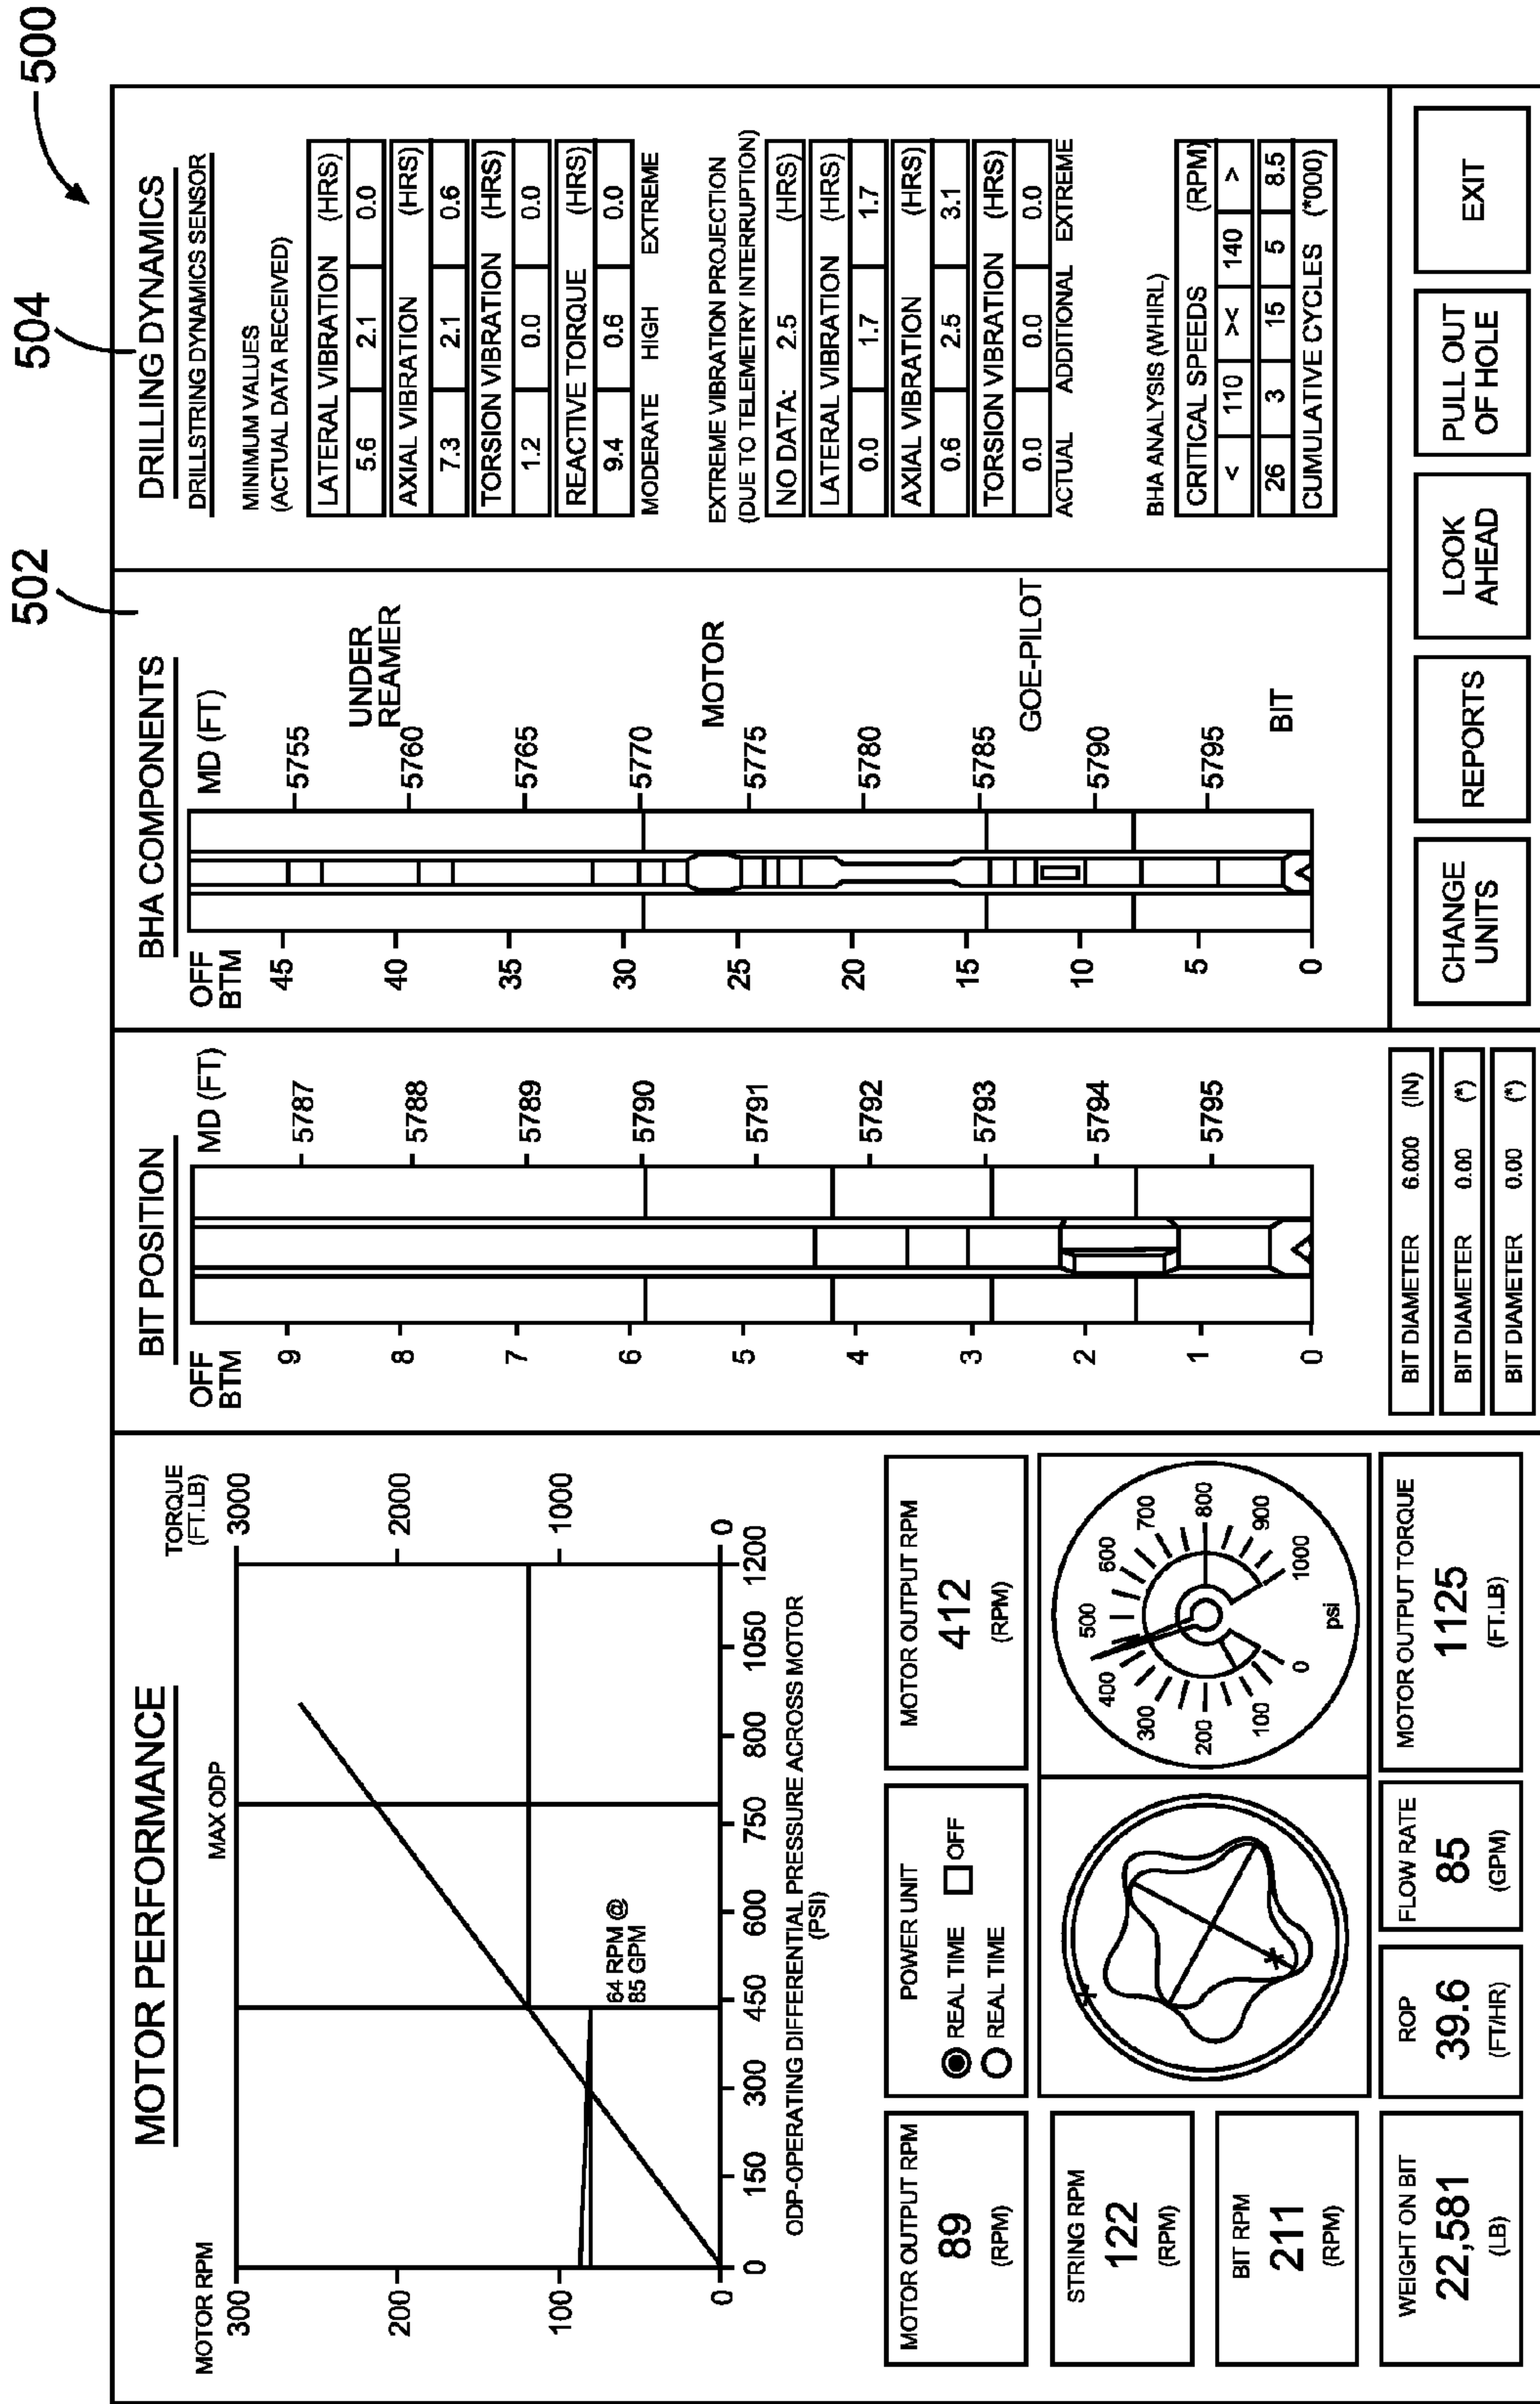 500
502
504
MOTOR PERFORMANCE
MOTOR RPM
MAX ODP
TORQUE
(FT.LB)
300
200
100
0
3000
2000
1000
0
64 RPM @
85 GPM
0 150 300 450 600 750 800 1050 1200
ODP-OPERATING DIFFERENTIAL PRESSURE ACROSS MOTOR
(PSI)
MOTOR OUTPUT RPM
89
(RPM)
POWER UNIT
REAL TIME
OFF
REAL TIME
MOTOR OUTPUT RPM
412
(RPM)
STRING RPM
122
(RPM)
BIT RPM
211
(RPM)
0
100
200
300
400
500
600
700
800
900
1000
psi
WEIGHT ON BIT
22,581
(LB)
ROP
39.6
(FT/HR)
FLOW RATE
85
(GPM)
MOTOR OUTPUT TORQUE
1125
(FT.LB)
BIT POSITION
OFF
BTM
MD (FT)
9
8
7
6
5
4
3
2
1
0
5787
5788
5789
5790
5791
5792
5793
5794
5795
BIT DIAMETER 6.000 (IN)
BIT DIAMETER 0.00 (*)
BIT DIAMETER 0.00 (*)
BHA COMPONENTS
OFF
BTM
MD (FT)
45
40
35
30
25
20
15
10
5
0
5755
5760
5765
5770
5775
5780
5785
5790
5795
UNDER
REAMER
MOTOR
GOE-PILOT
BIT
DRILLING DYNAMICS
DRILLSTRING DYNAMICS SENSOR
MINIMUM VALUES
(ACTUAL DATA RECEIVED)
LATERAL VIBRATION (HRS)
5.6 2.1 0.0
AXIAL VIBRATION (HRS)
7.3 2.1 0.6
TORSION VIBRATION (HRS)
1.2 0.0 0.0
REACTIVE TORQUE (HRS)
9.4 0.6 0.0
MODERATE HIGH EXTREME
EXTREME VIBRATION PROJECTION
(DUE TO TELEMETRY INTERRUPTION)
NO DATA: 2.5 (HRS)
LATERAL VIBRATION (HRS)
0.0 1.7 1.7
AXIAL VIBRATION (HRS)
0.6 2.5 3.1
TORSION VIBRATION (HRS)
0.0 0.0 0.0
ACTUAL ADDITIONAL EXTREME
BHA ANALYSIS (WHIRL)
CRITICAL SPEEDS (RPM)
< 110 >< 140 >
26 3 15 5 8.5
CUMULATIVE CYCLES (*000)
CHANGE
UNITS
REPORTS
LOOK
AHEAD
PULL OUT
OF HOLE
EXIT